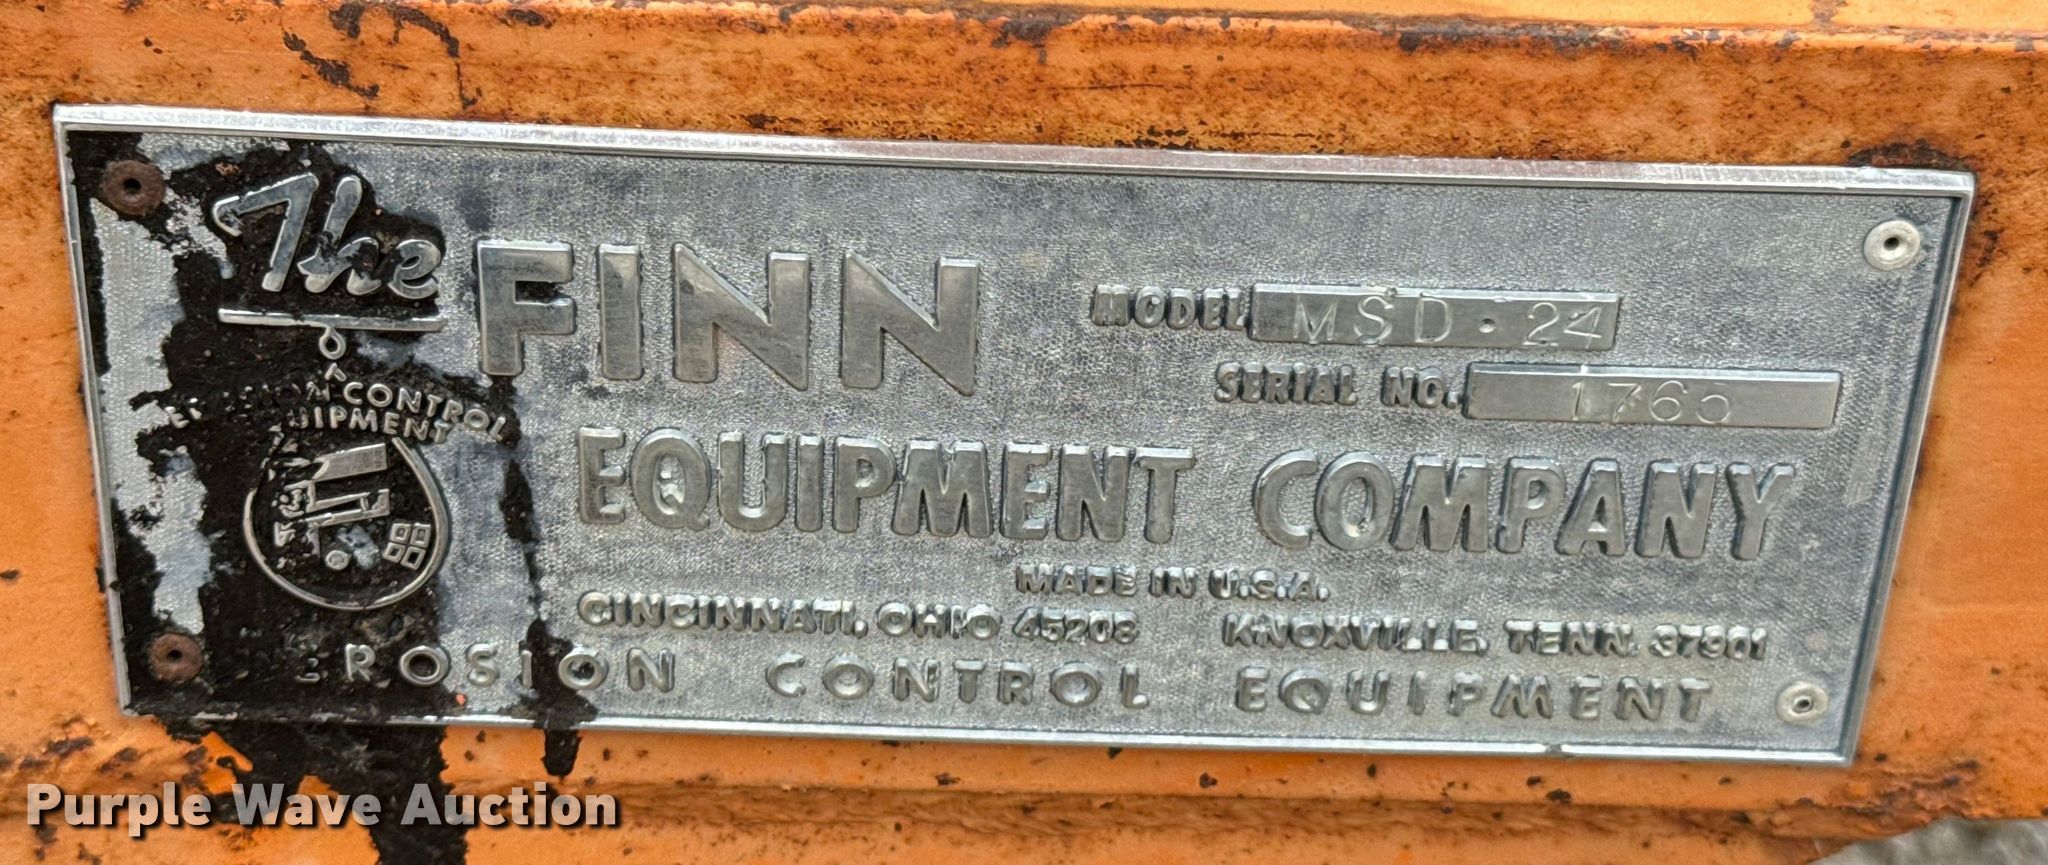 The
FINN
MODEL MSD·24
SERIAL NO. 1765
EROSION CONTROL
EQUIPMENT
EQUIPMENT COMPANY
MADE IN U.S.A.
CINCINNATI, OHIO 45208 KNOXVILLE, TENN. 37901
EROSION CONTROL EQUIPMENT
Purple Wave Auction